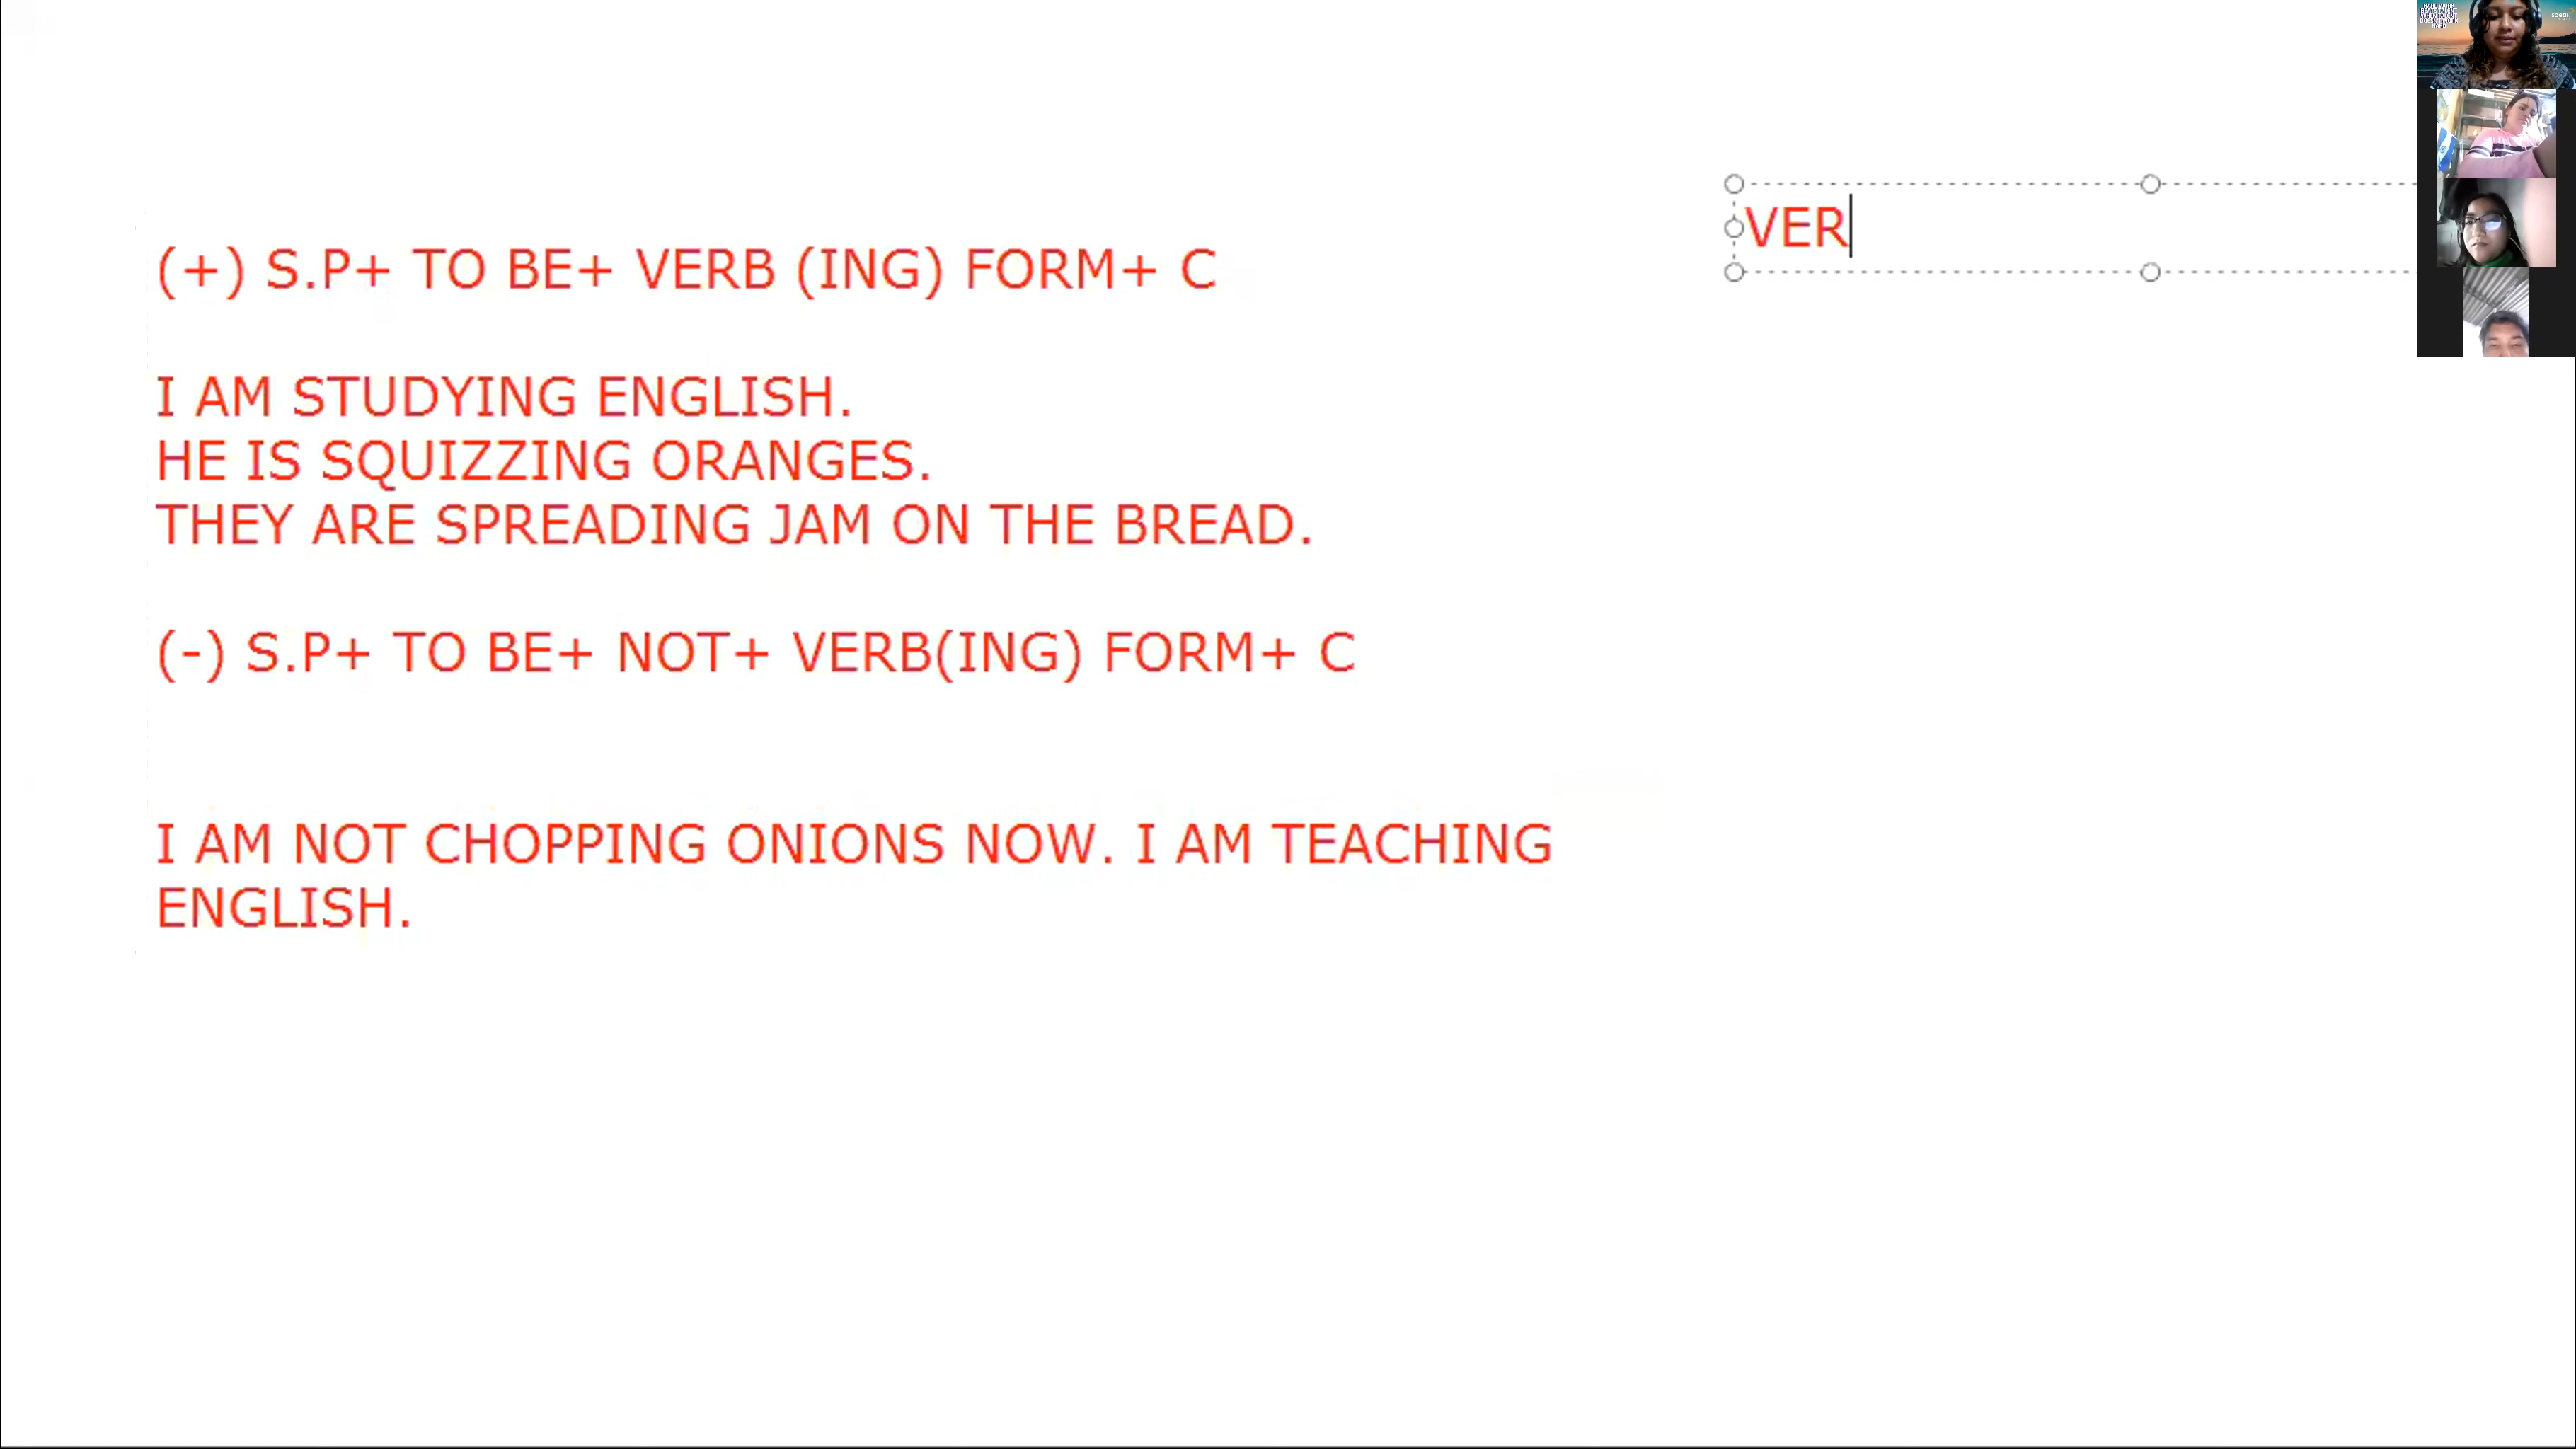 (+) S.P+ TO BE+ VERB (ING) FORM+ C
I AM STUDYING ENGLISH.
HE IS SQUIZZING ORANGES.
THEY ARE SPREADING JAM ON THE BREAD.
(-) S.P+ TO BE+ NOT+ VERB(ING) FORM+ C
I AM NOT CHOPPING ONIONS NOW. I AM TEACHING
ENGLISH.
VER